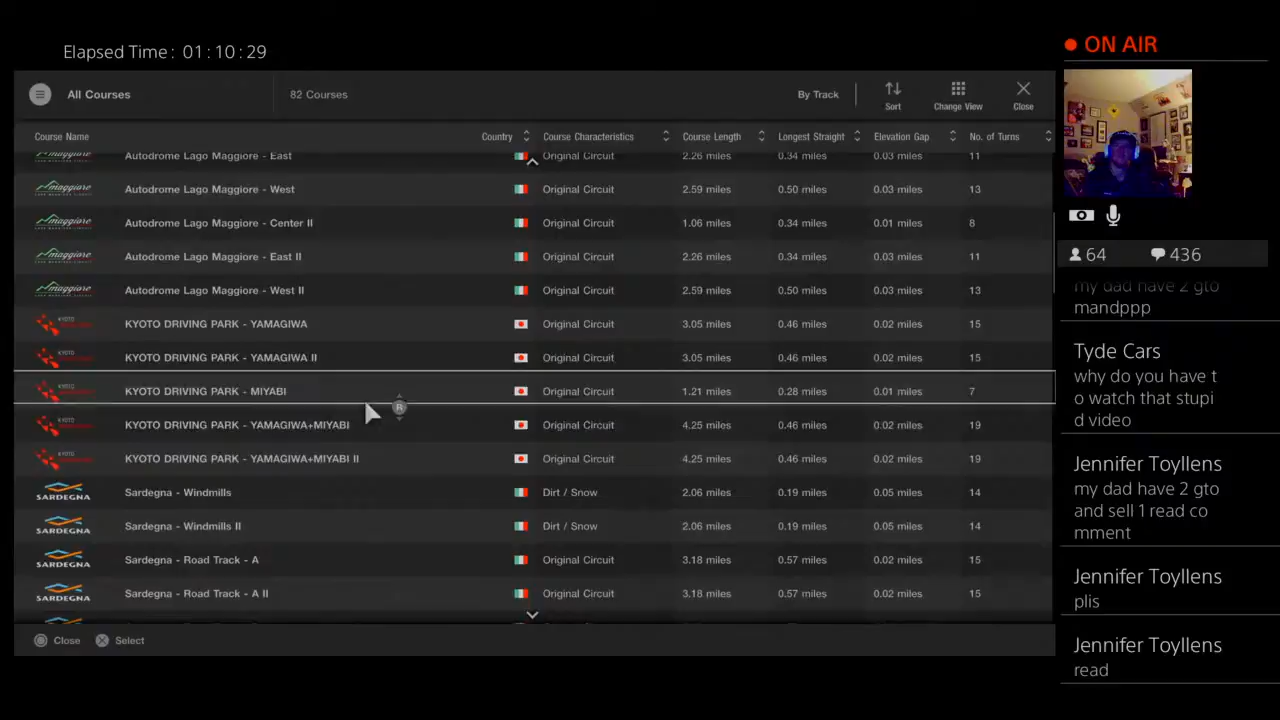 Elapsed Time: 01:10:29
ON AIR
All Courses 82 Courses By Track Sort Change View Close
Course Name Country Course Characteristics Course Length Longest Straight Elevation Gap No. of Turns
Autodrome Lago Maggiore - East Original Circuit 2.26 miles 0.34 miles 0.03 miles 11
maggiore Autodrome Lago Maggiore - West Original Circuit 2.59 miles 0.50 miles 0.03 miles 13
maggiore Autodrome Lago Maggiore - Center II Original Circuit 1.06 miles 0.34 miles 0.01 miles 8
maggiore Autodrome Lago Maggiore - East II Original Circuit 2.26 miles 0.34 miles 0.03 miles 11
maggiore Autodrome Lago Maggiore - West II Original Circuit 2.59 miles 0.50 miles 0.03 miles 13
KYOTO KYOTO DRIVING PARK - YAMAGIWA Original Circuit 3.05 miles 0.46 miles 0.02 miles 15
KYOTO KYOTO DRIVING PARK - YAMAGIWA II Original Circuit 3.05 miles 0.46 miles 0.02 miles 15
KYOTO KYOTO DRIVING PARK - MIYABI Original Circuit 1.21 miles 0.28 miles 0.01 miles 7
R
KYOTO KYOTO DRIVING PARK - YAMAGIWA+MIYABI Original Circuit 4.25 miles 0.46 miles 0.02 miles 19
KYOTO KYOTO DRIVING PARK - YAMAGIWA+MIYABI II Original Circuit 4.25 miles 0.46 miles 0.02 miles 19
SARDEGNA Sardegna - Windmills Dirt / Snow 2.06 miles 0.19 miles 0.05 miles 14
SARDEGNA Sardegna - Windmills II Dirt / Snow 2.06 miles 0.19 miles 0.05 miles 14
SARDEGNA Sardegna - Road Track - A Original Circuit 3.18 miles 0.57 miles 0.02 miles 15
SARDEGNA Sardegna - Road Track - A II Original Circuit 3.18 miles 0.57 miles 0.02 miles 15
Close Select
64 436
my dad have 2 gto
mandppp
Tyde Cars
why do you have t
o watch that stupi
d video
Jennifer Toyllens
my dad have 2 gto
and sell 1 read co
mment
Jennifer Toyllens
plis
Jennifer Toyllens
read